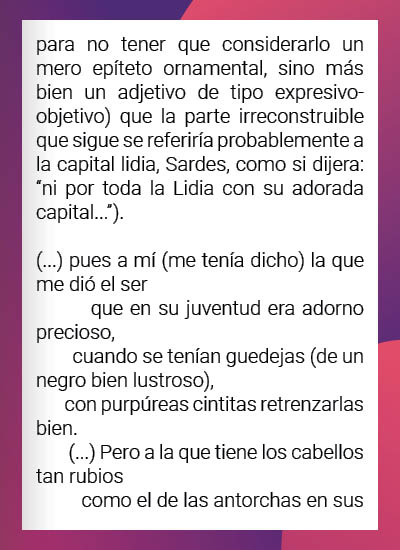 para no tener que considerarlo un
mero epíteto ornamental, sino más
bien un adjetivo de tipo expresivo-
objetivo) que la parte irreconstruible
que sigue se referiría probablemente a
la capital lidia, Sardes, como si dijera:
“ni por toda la Lidia con su adorada
capital...”).
(...) pues a mí (me tenía dicho) la que
me dió el ser
que en su juventud era adorno
precioso,
cuando se tenían guedejas (de un
negro bien lustroso),
con purpúreas cintitas retrenzarlas
bien.
(...) Pero a la que tiene los cabellos
tan rubios
como el de las antorchas en sus